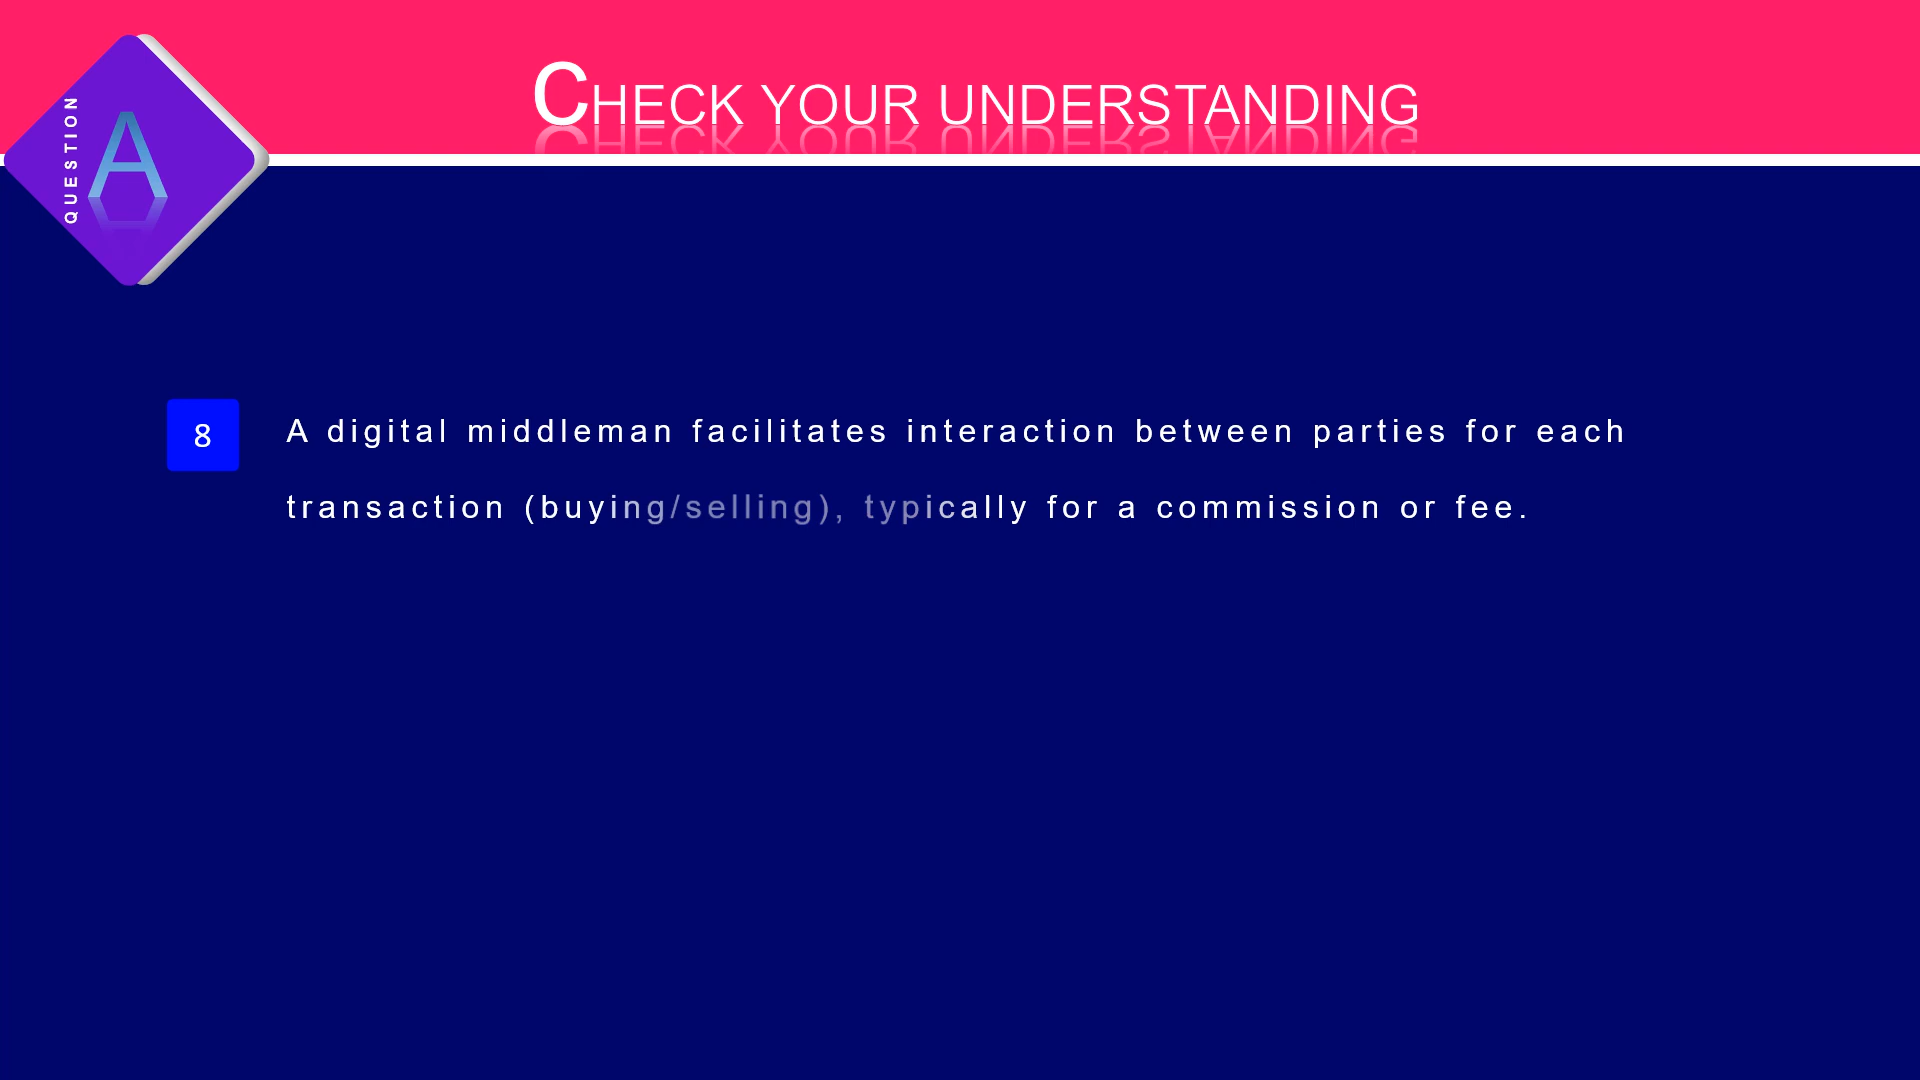 CHECK YOUR UNDERSTANDING
QUESTION
A
8
A digital middleman facilitates interaction between parties for each
transaction (buying/selling), typically for a commission or fee.